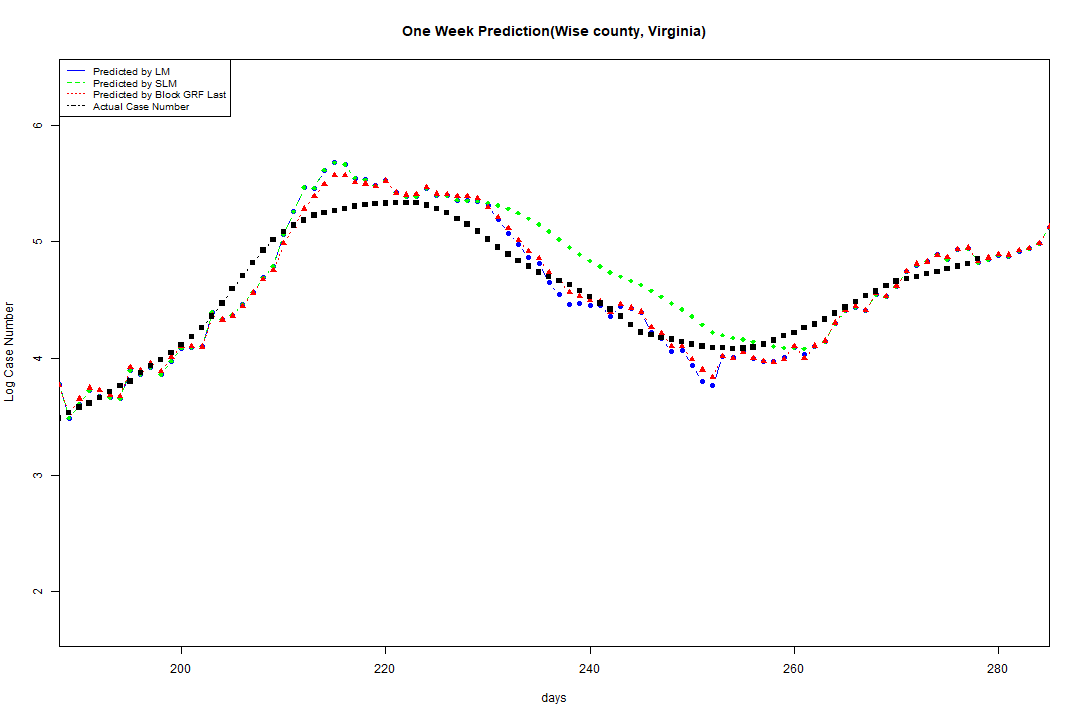 One Week Prediction(Wise county, Virginia)
Predicted by LM
Predicted by SLM
Predicted by Block GRF Last
Actual Case Number
6
5
4
3
2
Log Case Number
200 220 240 260 280
days